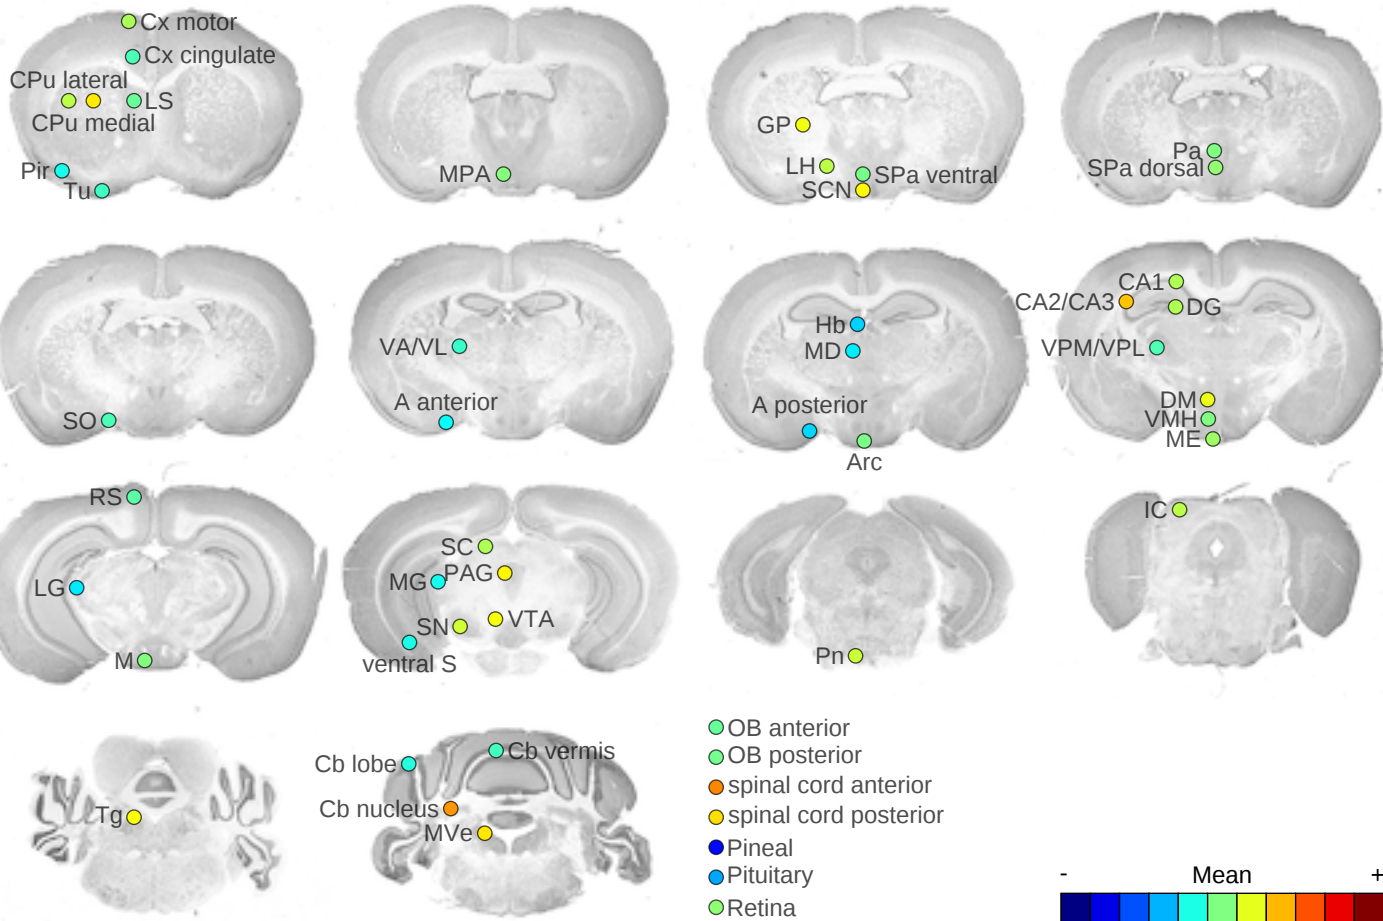 Cx motor
Cx cingulate
CPu lateral
LS
CPu medial
Pir
Tu
MPA
GP
LH
SPa ventral
SCN
Pa
SPa dorsal
SO
VA/VL
A anterior
Hb
MD
A posterior
Arc
CA1
CA2/CA3
DG
VPM/VPL
DM
VMH
ME
RS
LG
M
SC
MG
PAG
SN
VTA
ventral S
Pn
IC
Tg
Cb lobe
Cb vermis
Cb nucleus
MVe
OB anterior
OB posterior
spinal cord anterior
spinal cord posterior
Pineal
Pituitary
Retina
- Mean +